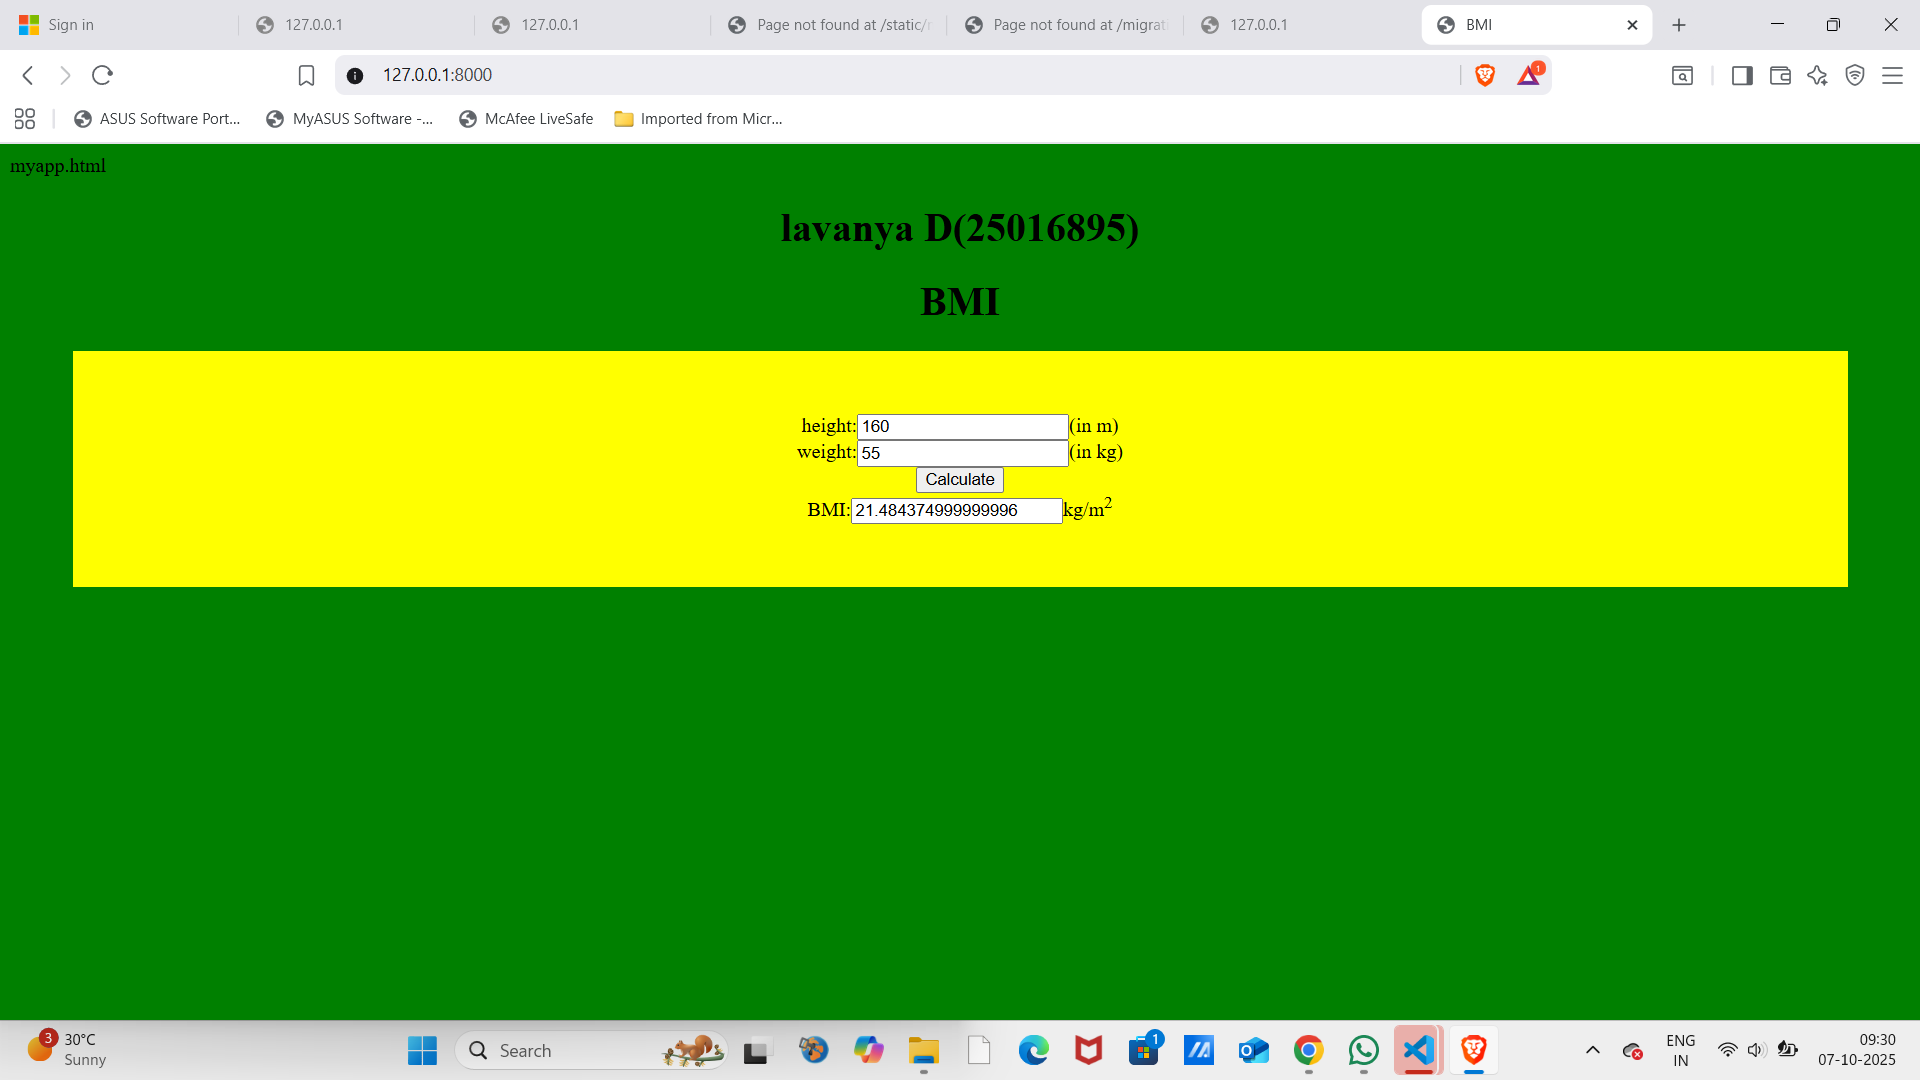 Sign in
127.0.0.1
127.0.0.1
Page not found at /static/
Page not found at /migrat
127.0.0.1
BMI
127.0.0.1:8000
1
ASUS Software Port...
MyASUS Software -...
McAfee LiveSafe
Imported from Micr...
myapp.html
lavanya D(25016895)
BMI
height: 160 (in m)
weight: 55 (in kg)
Calculate
BMI: 21.484374999999996 kg/m²
3
30°C
Sunny
Search
1
ENG
IN
09:30
07-10-2025